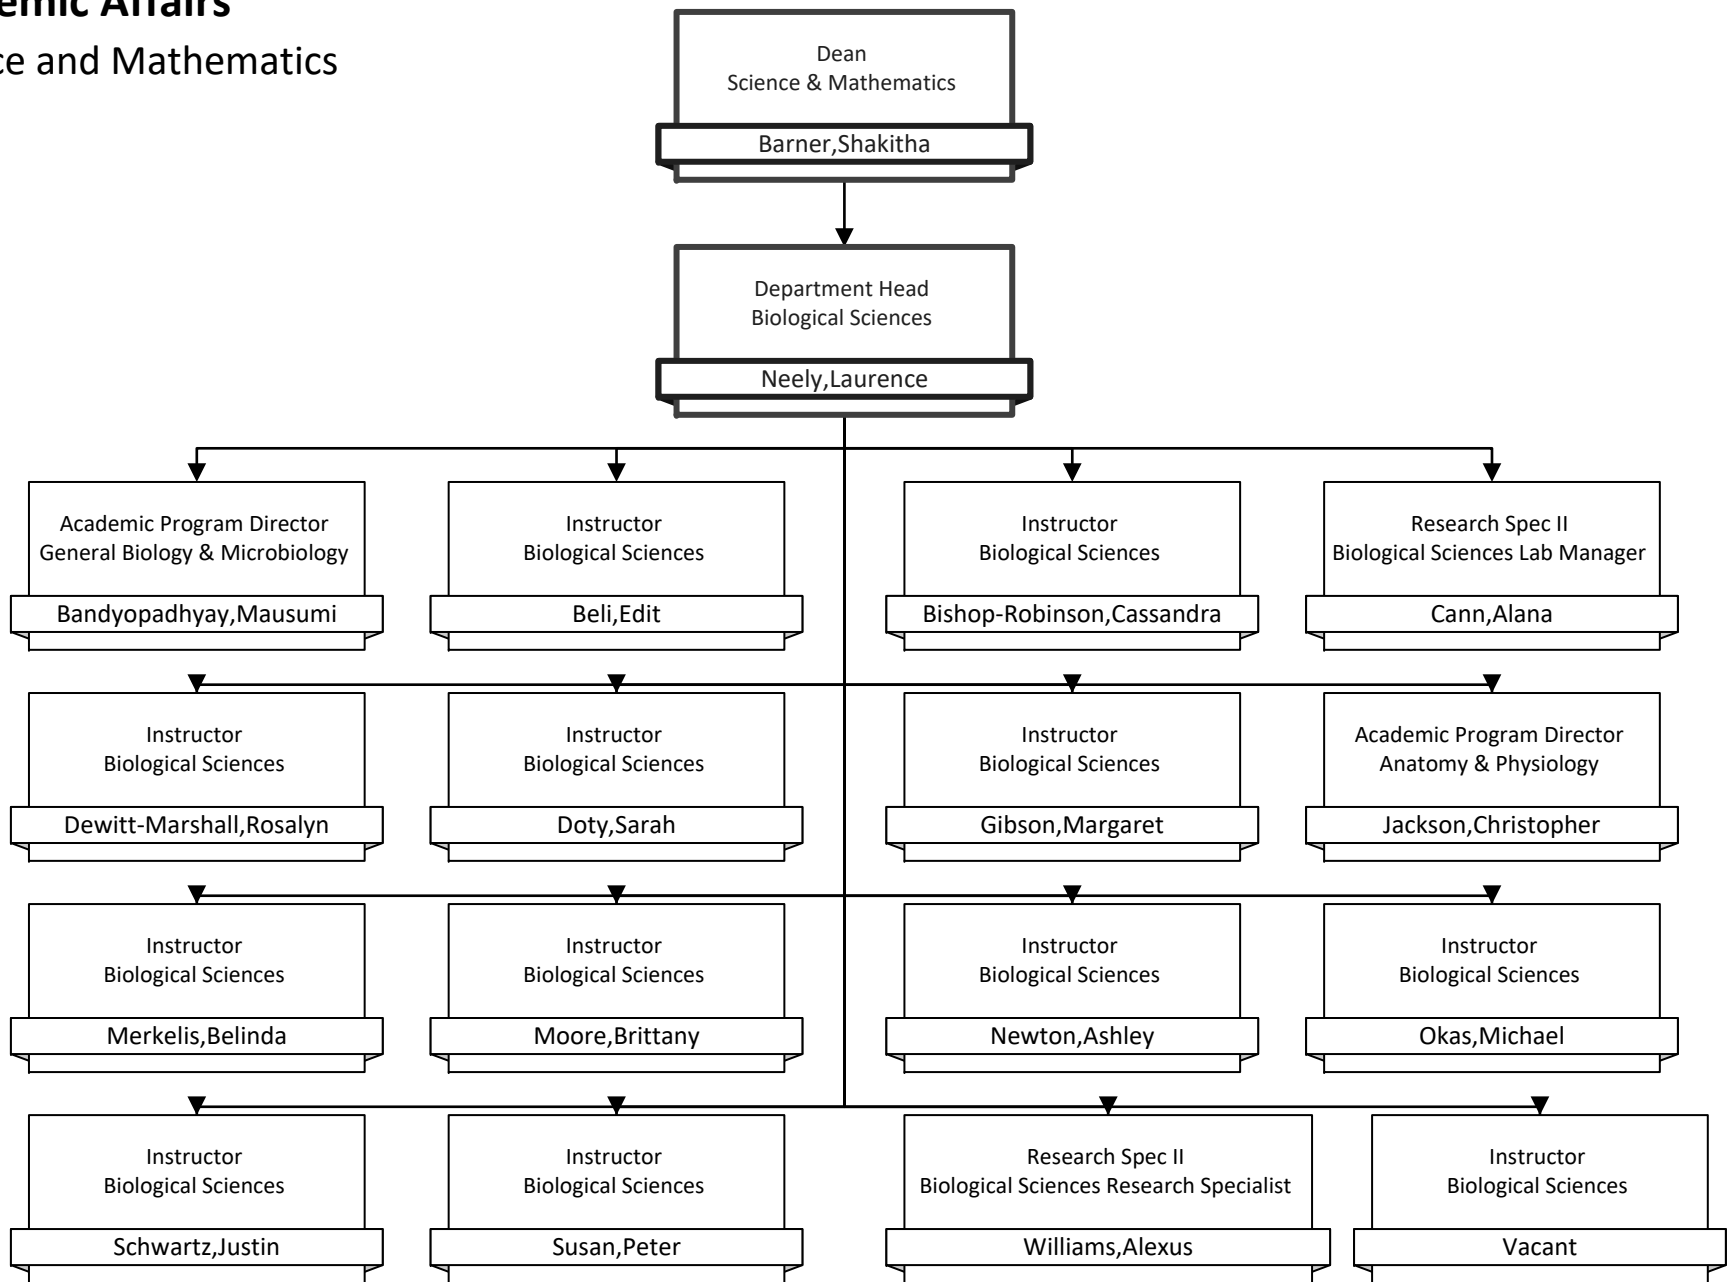 emic Affairs
ce and Mathematics
Dean
Science & Mathematics
Barner,Shakitha
Department Head
Biological Sciences
Neely,Laurence
Academic Program Director
General Biology & Microbiology
Bandyopadhyay,Mausumi
Instructor
Biological Sciences
Beli,Edit
Instructor
Biological Sciences
Bishop-Robinson,Cassandra
Research Spec II
Biological Sciences Lab Manager
Cann,Alana
Instructor
Biological Sciences
Dewitt-Marshall,Rosalyn
Instructor
Biological Sciences
Doty,Sarah
Instructor
Biological Sciences
Gibson,Margaret
Academic Program Director
Anatomy & Physiology
Jackson,Christopher
Instructor
Biological Sciences
Merkelis,Belinda
Instructor
Biological Sciences
Moore,Brittany
Instructor
Biological Sciences
Newton,Ashley
Instructor
Biological Sciences
Okas,Michael
Instructor
Biological Sciences
Schwartz,Justin
Instructor
Biological Sciences
Susan,Peter
Research Spec II
Biological Sciences Research Specialist
Williams,Alexus
Instructor
Biological Sciences
Vacant